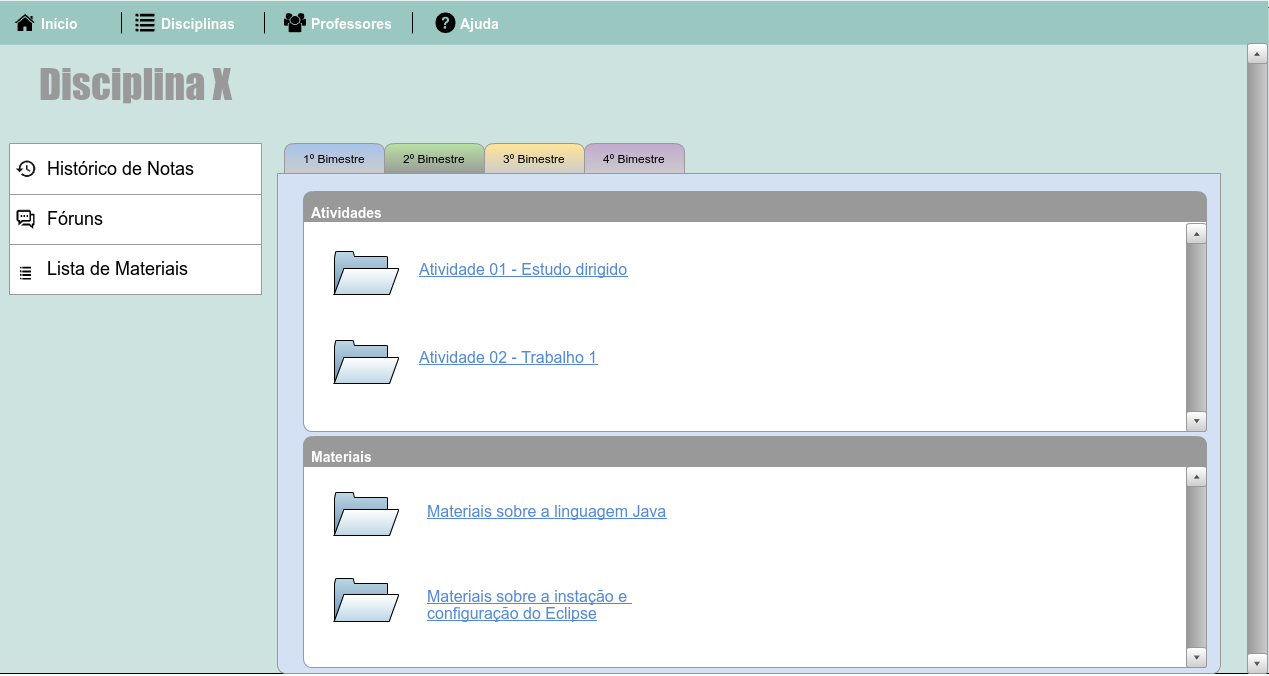 Início Disciplinas Professores Ajuda
Disciplina X
Histórico de Notas
Fóruns
Lista de Materiais
1º Bimestre 2º Bimestre 3º Bimestre 4º Bimestre
Atividades
Atividade 01 - Estudo dirigido
Atividade 02 - Trabalho 1
Materiais
Materiais sobre a linguagem Java
Materiais sobre a instação e
configuração do Eclipse